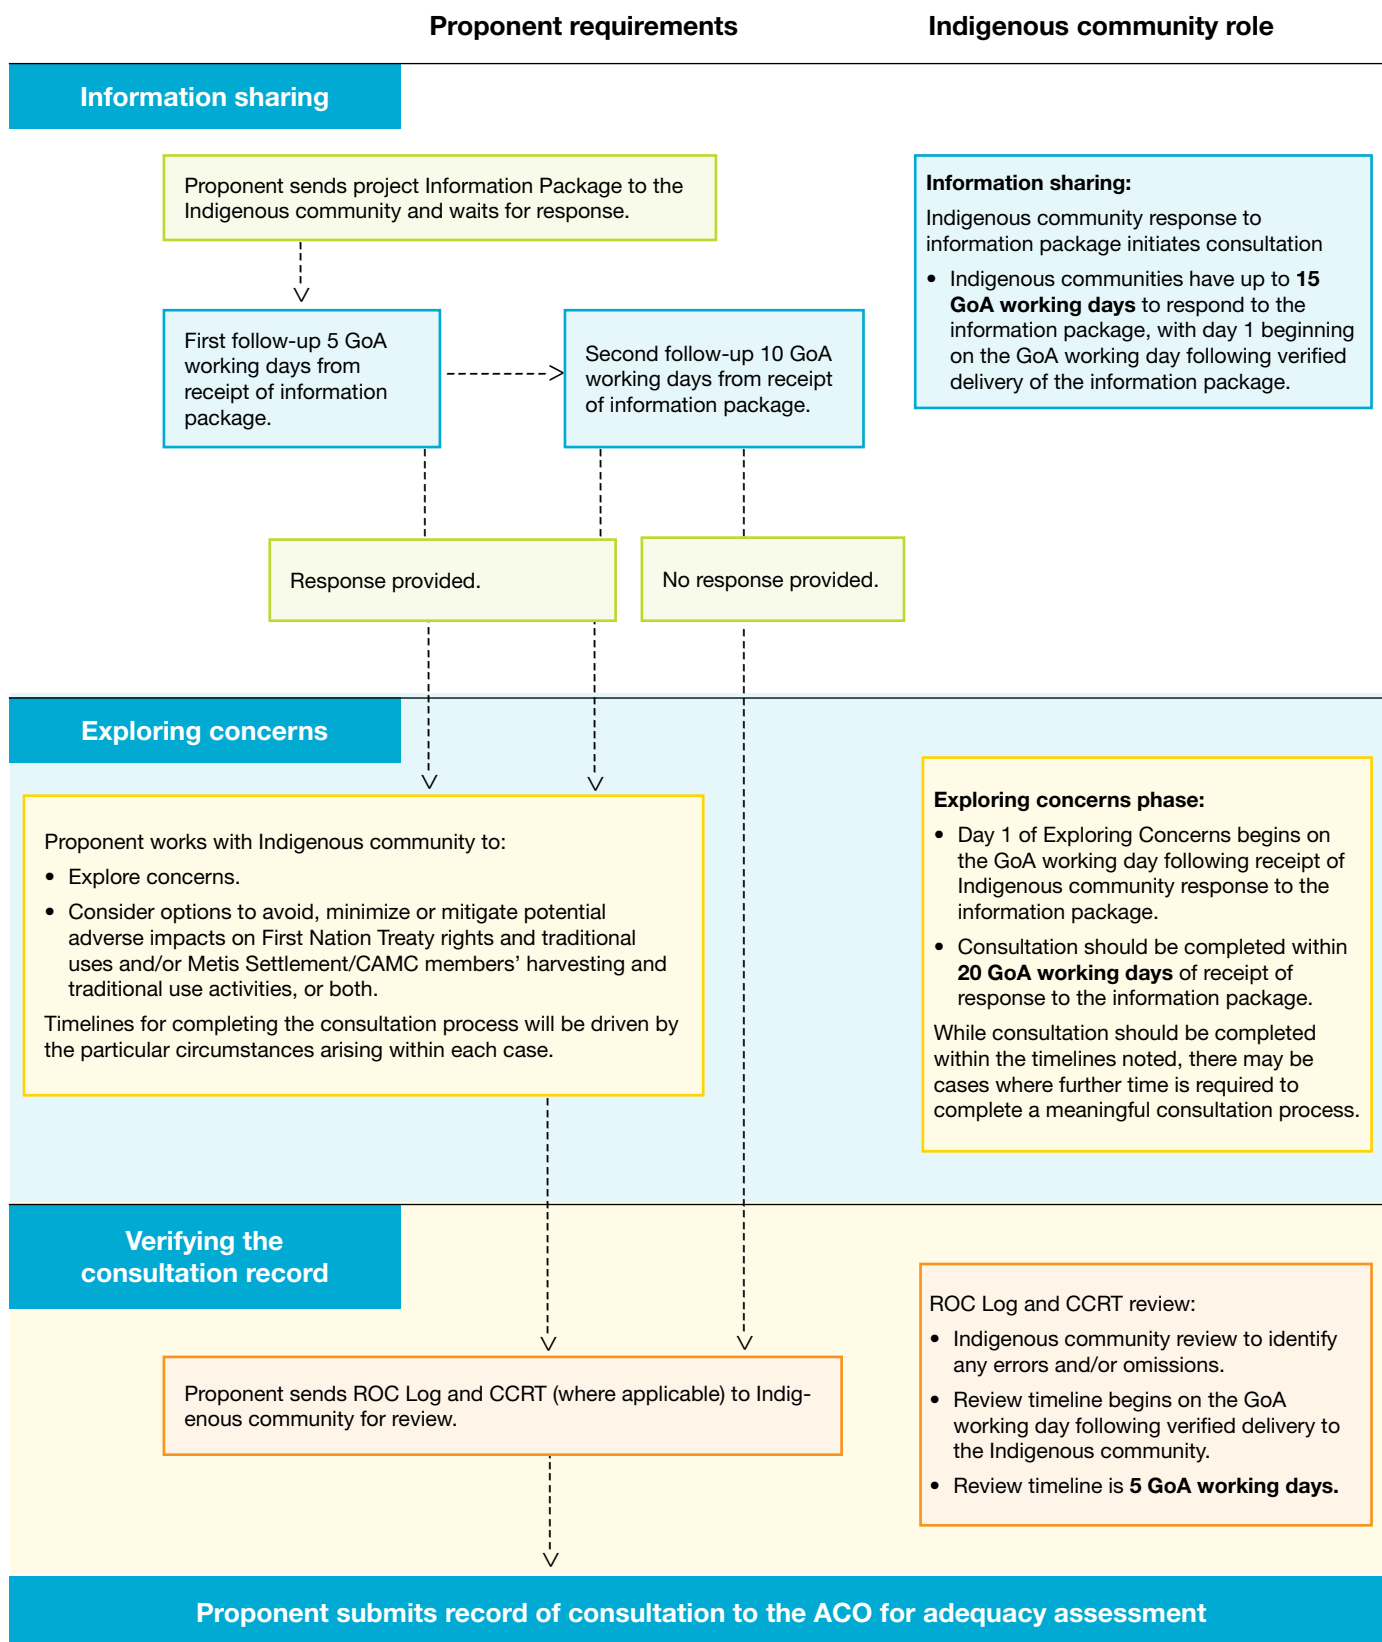 Proponent requirements
Indigenous community role
Information sharing
Proponent sends project Information Package to the
Indigenous community and waits for response.
Information sharing:
Indigenous community response to
information package initiates consultation
• Indigenous communities have up to 15
GoA working days to respond to the
information package, with day 1 beginning
on the GoA working day following verified
delivery of the information package.
First follow-up 5 GoA
working days from
receipt of information
package.
Second follow-up 10 GoA
working days from receipt
of information package.
Response provided.
No response provided.
Exploring concerns
Proponent works with Indigenous community to:
• Explore concerns.
• Consider options to avoid, minimize or mitigate potential
adverse impacts on First Nation Treaty rights and traditional
uses and/or Metis Settlement/CAMC members’ harvesting and
traditional use activities, or both.
Timelines for completing the consultation process will be driven by
the particular circumstances arising within each case.
Exploring concerns phase:
• Day 1 of Exploring Concerns begins on
the GoA working day following receipt of
Indigenous community response to the
information package.
• Consultation should be completed within
20 GoA working days of receipt of
response to the information package.
While consultation should be completed
within the timelines noted, there may be
cases where further time is required to
complete a meaningful consultation process.
Verifying the
consultation record
Proponent sends ROC Log and CCRT (where applicable) to Indig-
enous community for review.
ROC Log and CCRT review:
• Indigenous community review to identify
any errors and/or omissions.
• Review timeline begins on the GoA
working day following verified delivery to
the Indigenous community.
• Review timeline is 5 GoA working days.
Proponent submits record of consultation to the ACO for adequacy assessment